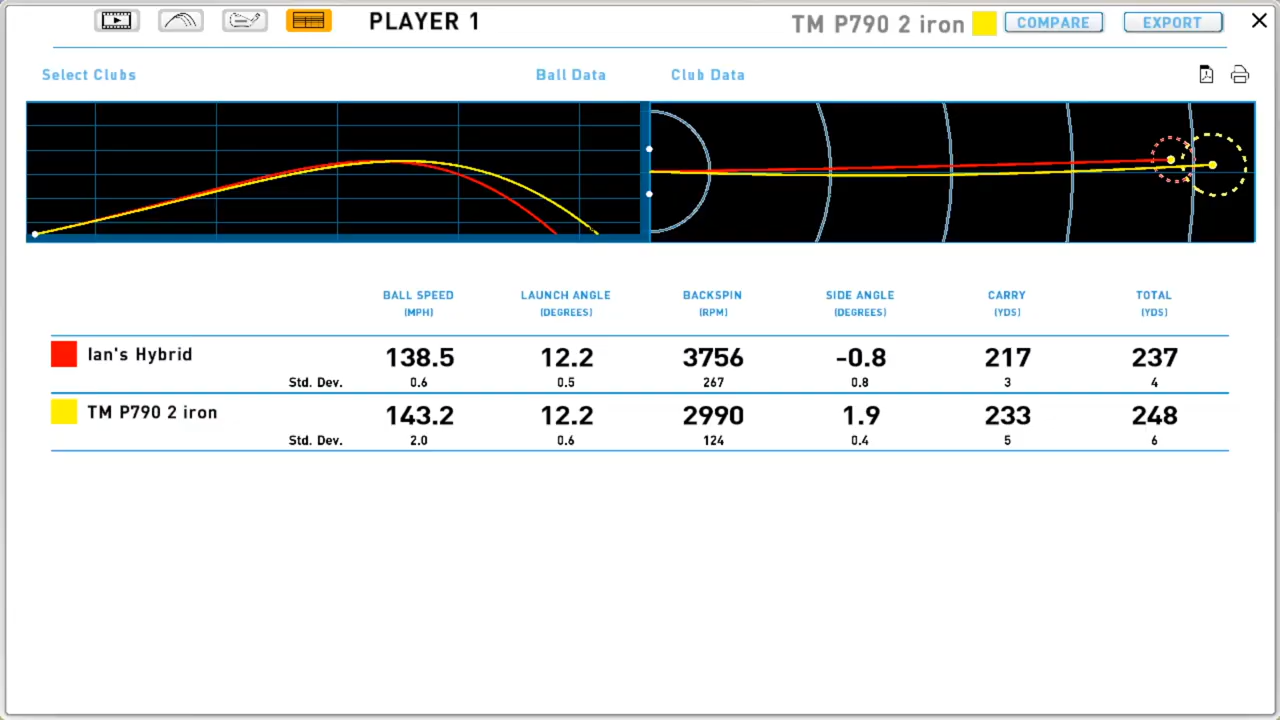 PLAYER 1
TM P790 2 iron
COMPARE
EXPORT
Select Clubs
Ball Data
Club Data
BALL SPEED LAUNCH ANGLE BACKSPIN SIDE ANGLE CARRY TOTAL
(MPH) (DEGREES) (RPM) (DEGREES) (YDS) (YDS)
Ian's Hybrid 138.5 12.2 3756 -0.8 217 237
Std. Dev. 0.6 0.5 267 0.8 3 4
TM P790 2 iron 143.2 12.2 2990 1.9 233 248
Std. Dev. 2.0 0.6 124 0.4 5 6